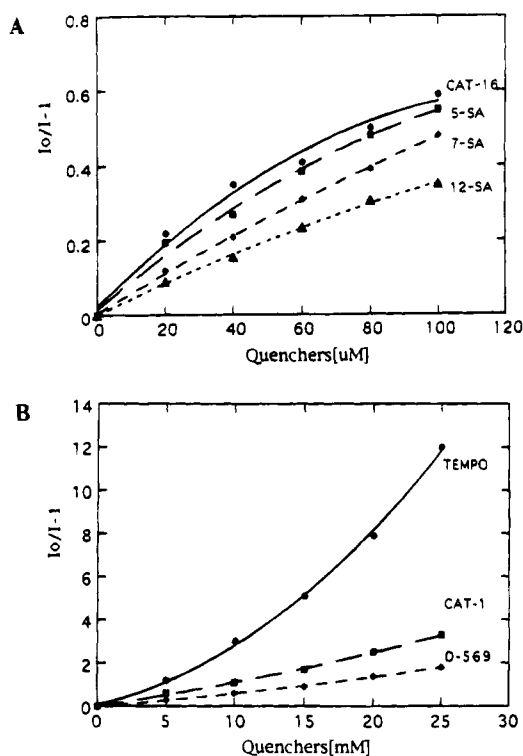 A
0.8
0.6
0.4
0.2
0
Io/I-1
CAT-16
5-SA
7-SA
12-SA
0 20 40 60 80 100 120
Quenchers[uM]
B
14
12
10
8
6
4
2
0
Io/I-1
TEMPO
CAT-1
D-569
0 5 10 15 20 25 30
Quenchers[mM]